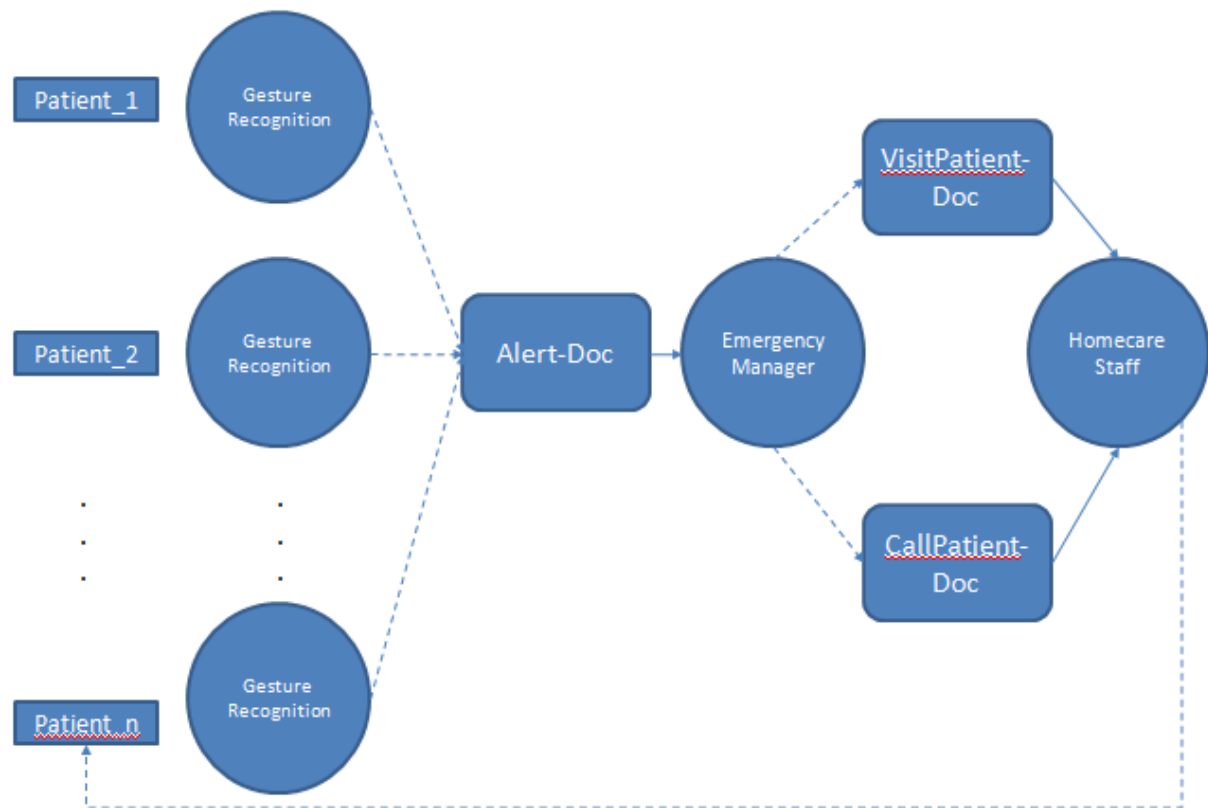 Patient_1
Gesture
Recognition
VisitPatient-
Doc
Patient_2
Gesture
Recognition
Alert-Doc
Emergency
Manager
Homecare
Staff
.
.
.
.
.
.
CallPatient-
Doc
Patient_n
Gesture
Recognition